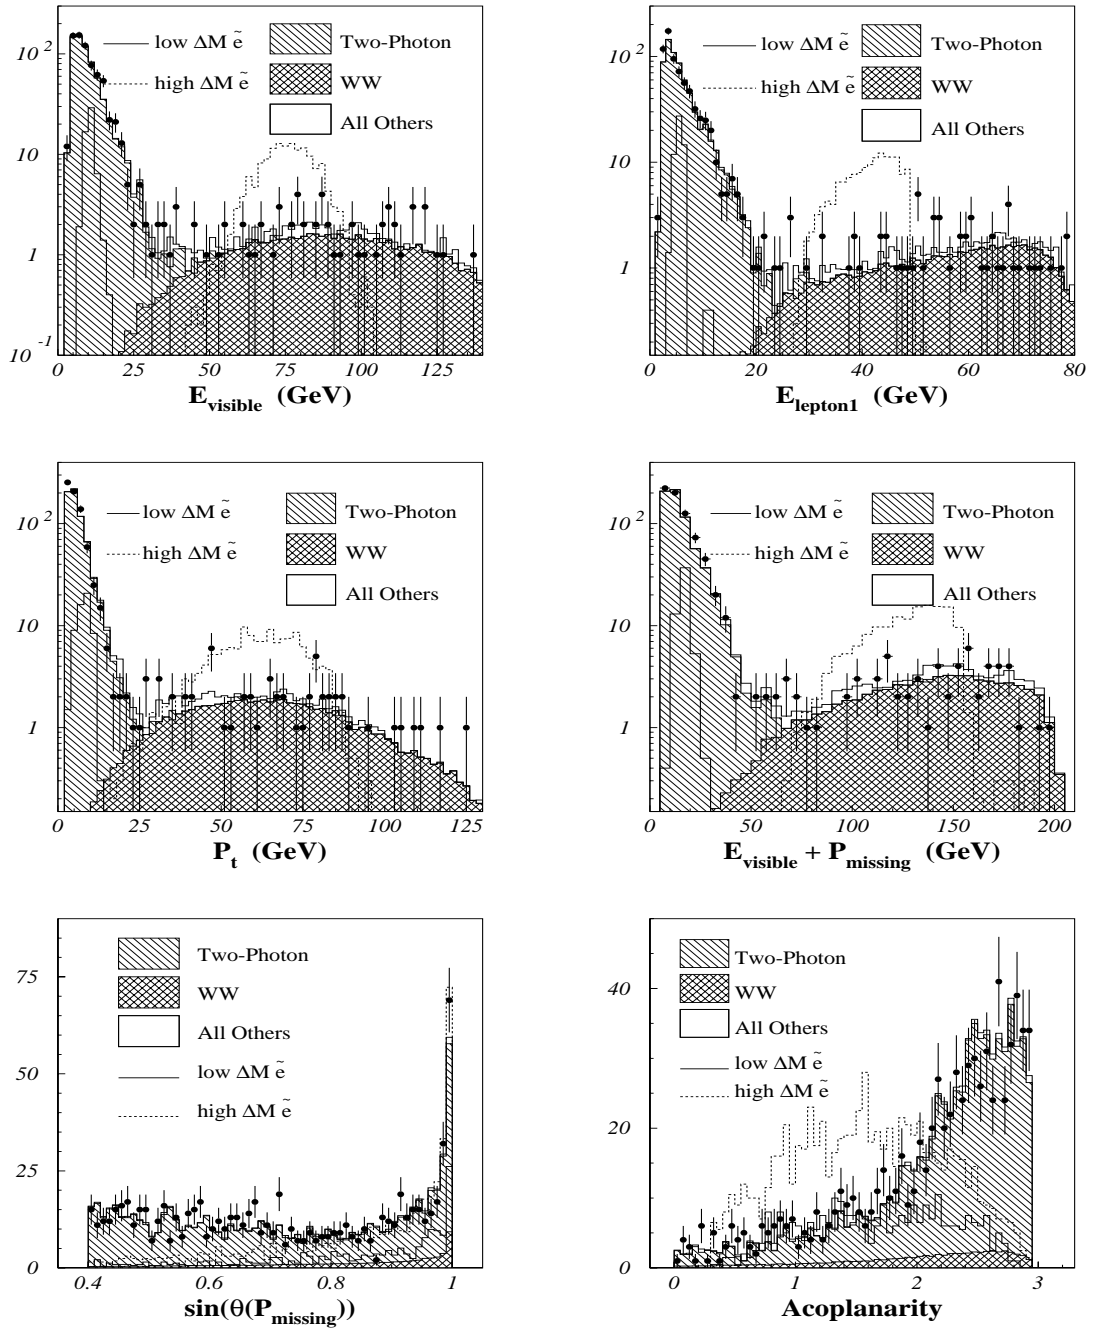 low ΔM ẽ
high ΔM ẽ
Two-Photon
WW
All Others
10 ²
10
1
10 ⁻¹
0 25 50 75 100 125
E_visible (GeV)
low ΔM ẽ
high ΔM ẽ
Two-Photon
WW
All Others
10 ²
10
1
0 20 40 60 80
E_lepton1 (GeV)
low ΔM ẽ
high ΔM ẽ
Two-Photon
WW
All Others
10 ²
10
1
0 25 50 75 100 125
P_t (GeV)
low ΔM ẽ
high ΔM ẽ
Two-Photon
WW
All Others
10 ²
10
1
0 50 100 150 200
E_visible + P_missing (GeV)
Two-Photon
WW
All Others
low ΔM ẽ
high ΔM ẽ
75
50
25
0
0.4 0.6 0.8 1
sin(θ(P_missing))
Two-Photon
WW
All Others
low ΔM ẽ
high ΔM ẽ
40
20
0
0 1 2 3
Acoplanarity